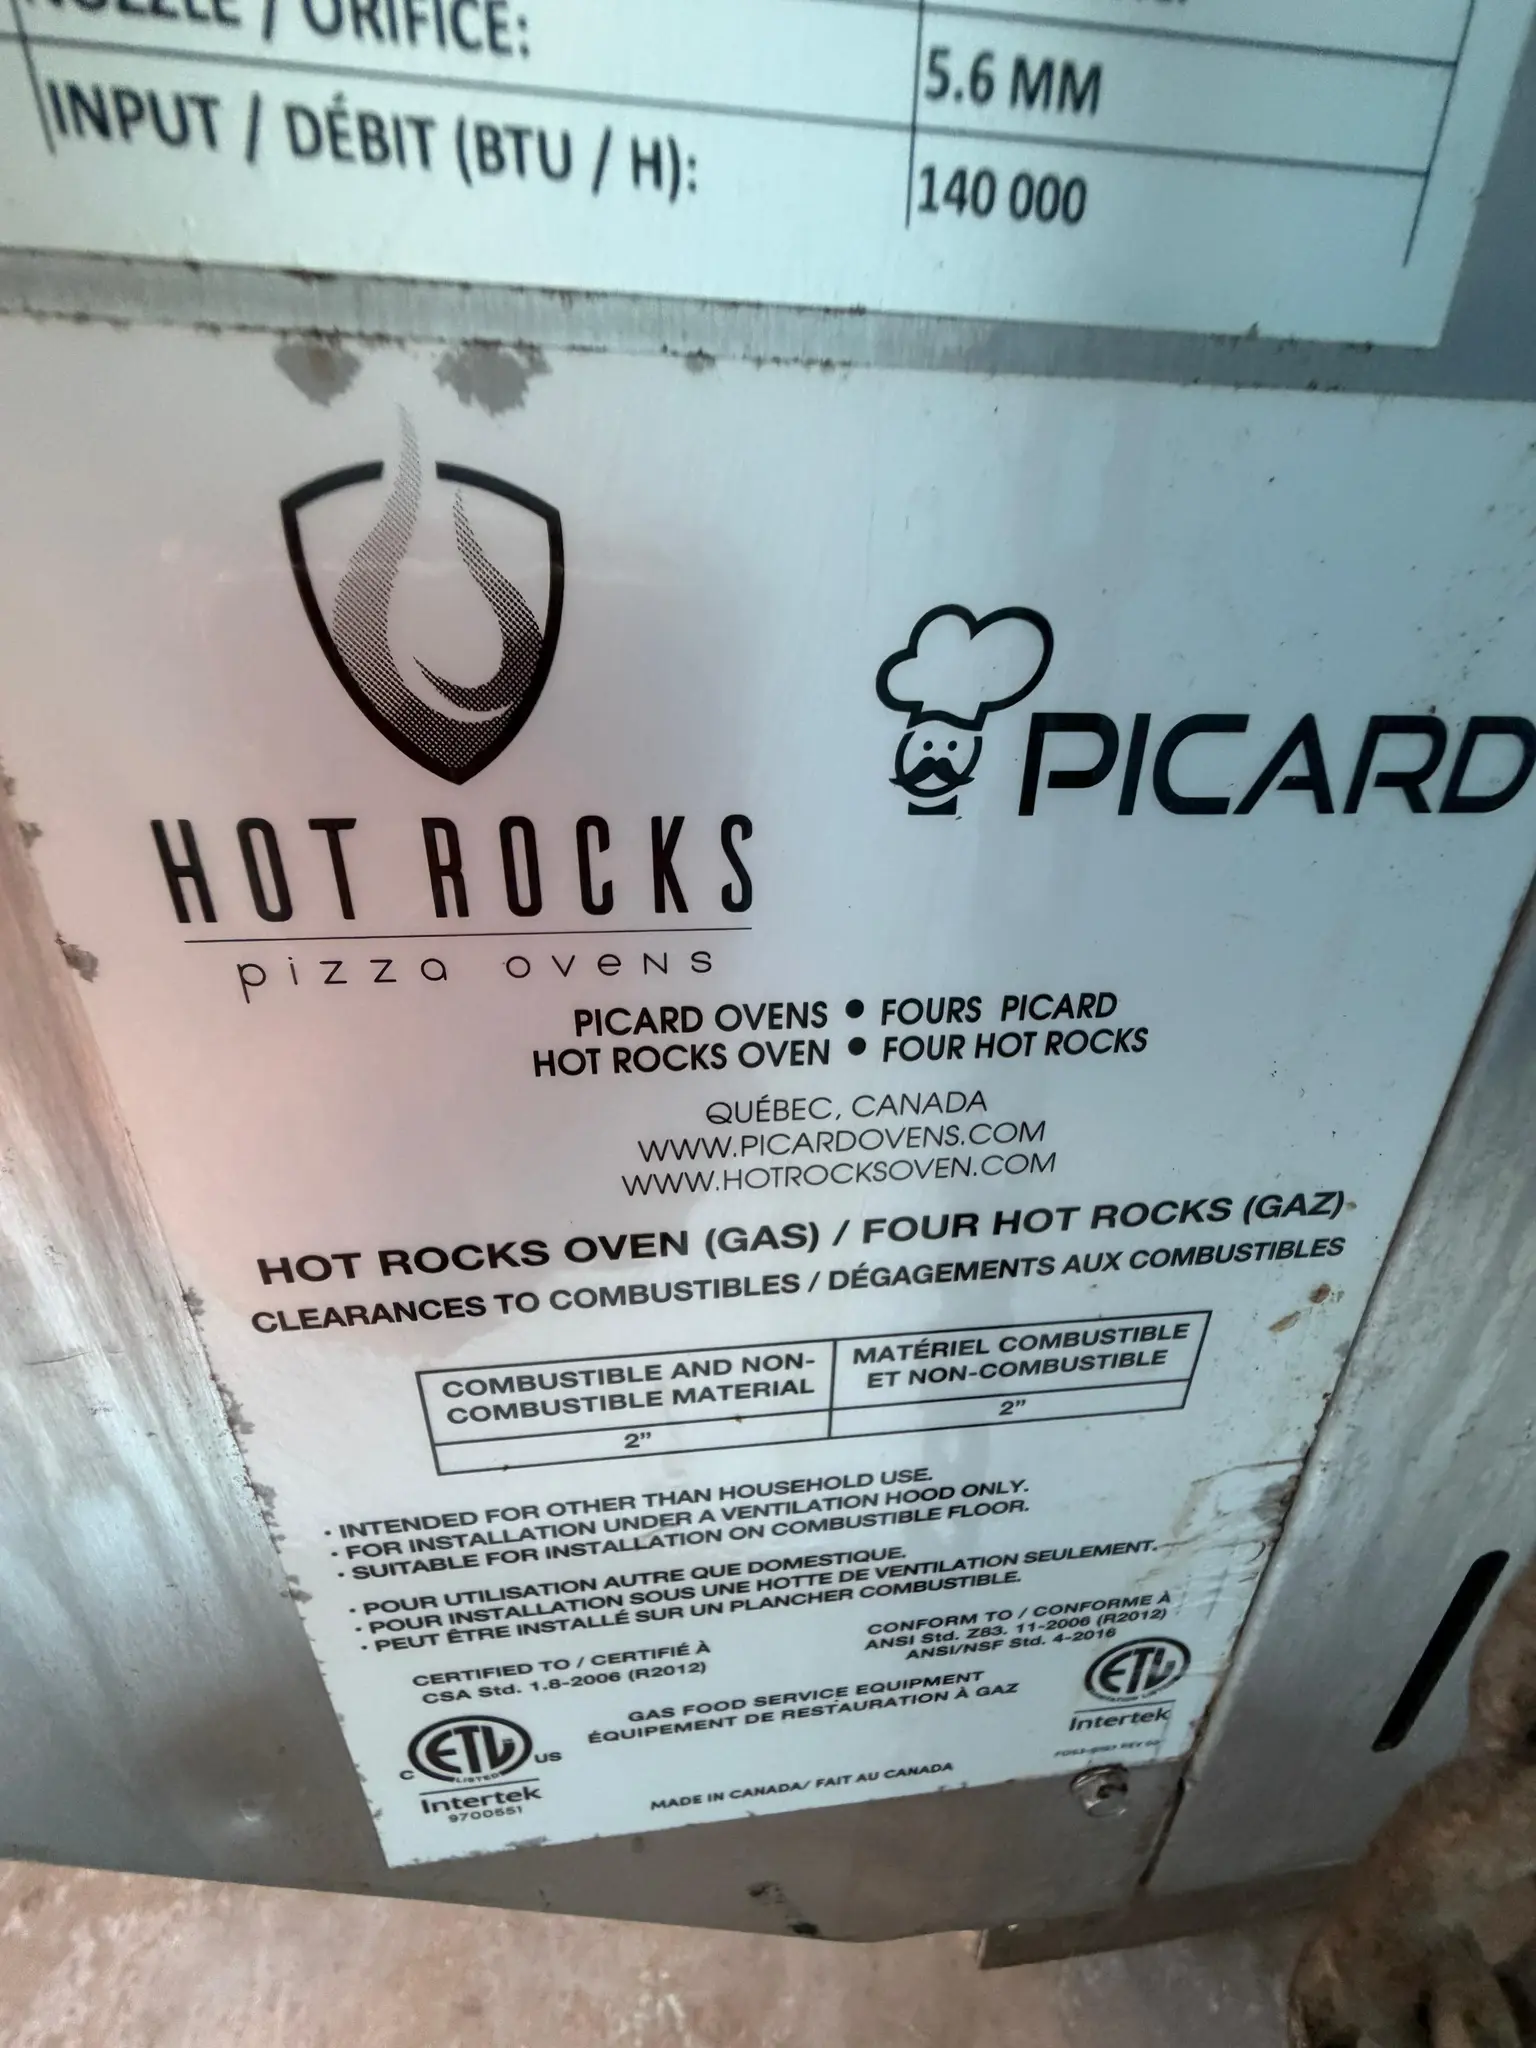 NOZZLE / ORIFICE:
5.6 MM
INPUT / DÉBIT (BTU / H):
140 000
HOT ROCKS
pizza ovens
PICARD
PICARD OVENS • FOURS PICARD
HOT ROCKS OVEN • FOUR HOT ROCKS
QUÉBEC, CANADA
WWW.PICARDOVENS.COM
WWW.HOTROCKSOVEN.COM
HOT ROCKS OVEN (GAS) / FOUR HOT ROCKS (GAZ)
CLEARANCES TO COMBUSTIBLES / DÉGAGEMENTS AUX COMBUSTIBLES
COMBUSTIBLE AND NON-
COMBUSTIBLE MATERIAL
MATÉRIEL COMBUSTIBLE
ET NON-COMBUSTIBLE
2”
2”
· INTENDED FOR OTHER THAN HOUSEHOLD USE.
· FOR INSTALLATION UNDER A VENTILATION HOOD ONLY.
· SUITABLE FOR INSTALLATION ON COMBUSTIBLE FLOOR.
· POUR UTILISATION AUTRE QUE DOMESTIQUE.
· POUR INSTALLATION SOUS UNE HOTTE DE VENTILATION SEULEMENT.
· PEUT ÊTRE INSTALLÉ SUR UN PLANCHER COMBUSTIBLE.
CERTIFIED TO / CERTIFIÉ À
CSA Std. 1.8-2006 (R2012)
CONFORM TO / CONFORME À
ANSI Std. Z83. 11-2006 (R2012)
ANSI/NSF Std. 4-2016
GAS FOOD SERVICE EQUIPMENT
ÉQUIPEMENT DE RESTAURATION À GAZ
C ETL US
LISTED
Intertek
9700551
ETL
Intertek
MADE IN CANADA/ FAIT AU CANADA